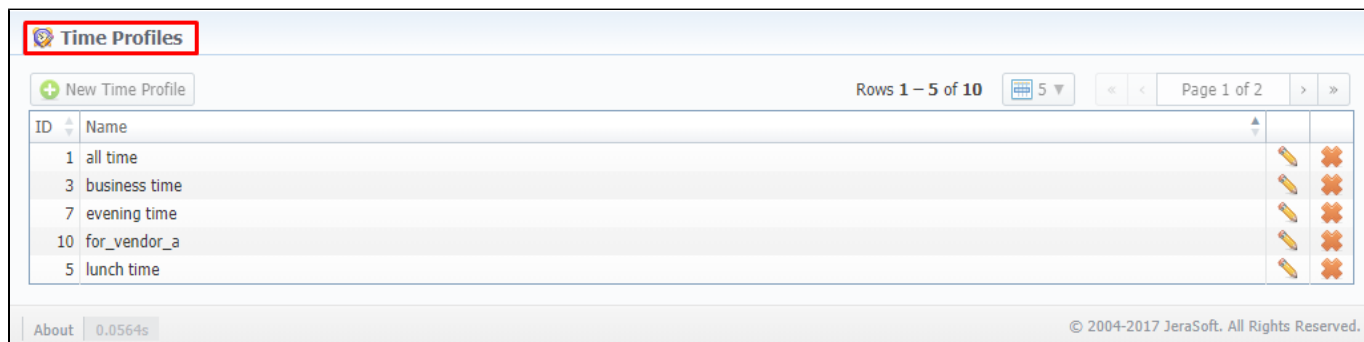 Time Profiles
New Time Profile Rows 1 – 5 of 10 5 ▼ « ‹ Page 1 of 2 › »
ID Name
1 all time
3 business time
7 evening time
10 for_vendor_a
5 lunch time
About 0.0564s © 2004-2017 JeraSoft. All Rights Reserved.